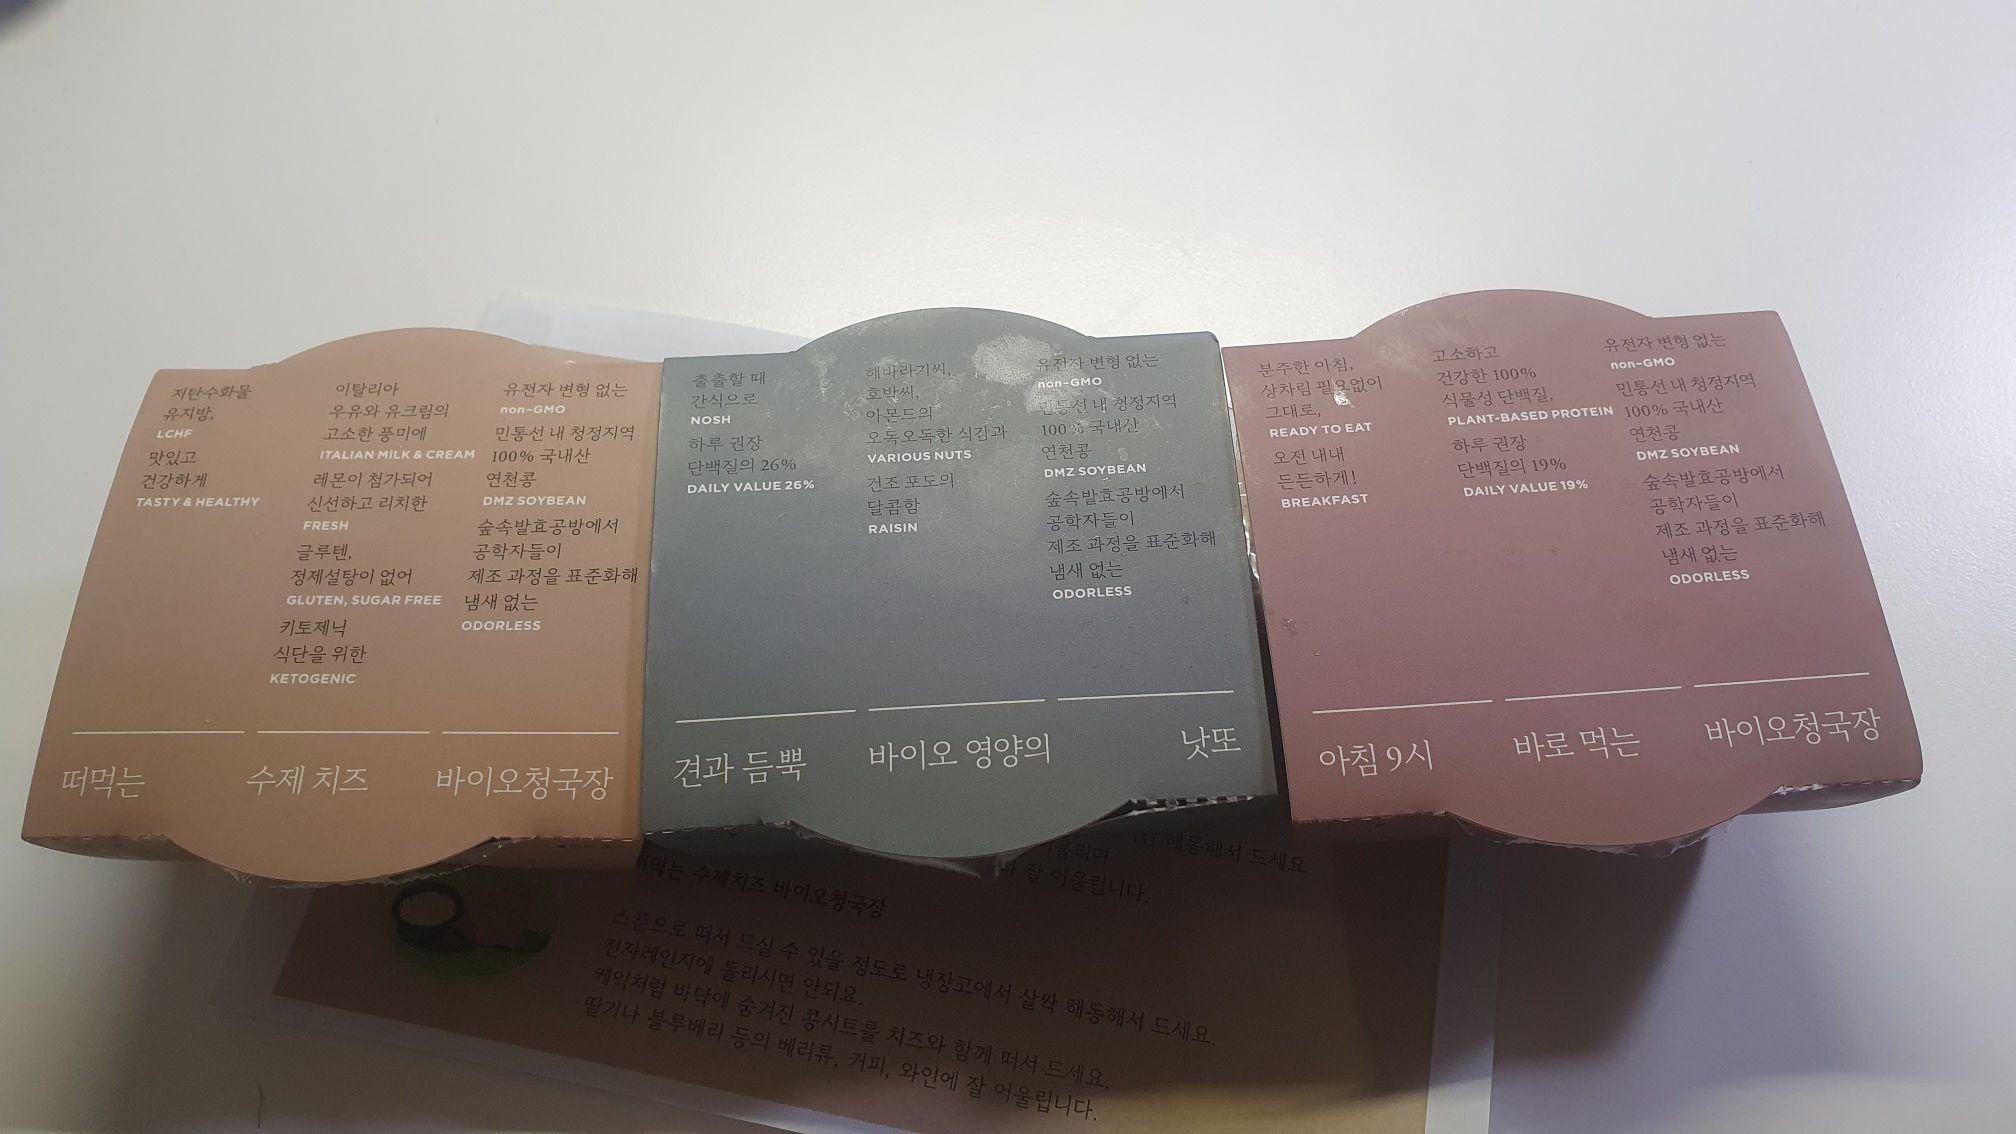 저탄수화물
유지방,
LCHF
맛있고
건강하게
TASTY & HEALTHY
이탈리아
우유와 유크림의
고소한 풍미에
ITALIAN MILK & CREAM
레몬이 첨가되어
신선하고 리치한
FRESH
글루텐,
정제설탕이 없어
GLUTEN, SUGAR FREE
키토제닉
식단을 위한
KETOGENIC
유전자 변형 없는
non-GMO
민통선 내 청정지역
100% 국내산
연천콩
DMZ SOYBEAN
숲속발효공방에서
공학자들이
제조 과정을 표준화해
냄새 없는
ODORLESS
떠먹는
수제 치즈
바이오청국장
출출할 때
간식으로
NOSH
하루 권장
단백질의 26%
DAILY VALUE 26%
해바라기씨,
호박씨,
아몬드의
오독오독한 식감과
VARIOUS NUTS
건조 포도의
달콤함
RAISIN
유전자 변형 없는
non-GMO
민통선 내 청정지역
100% 국내산
연천콩
DMZ SOYBEAN
숲속발효공방에서
공학자들이
제조 과정을 표준화해
냄새 없는
ODORLESS
견과 듬뿍
바이오 영양의
낫또
분주한 아침,
상차림 필요없이
그대로,
READY TO EAT
오전 내내
든든하게!
BREAKFAST
고소하고
건강한 100%
식물성 단백질,
PLANT-BASED PROTEIN
하루 권장
단백질의 19%
DAILY VALUE 19%
유전자 변형 없는
non-GMO
민통선 내 청정지역
100% 국내산
연천콩
DMZ SOYBEAN
숲속발효공방에서
공학자들이
제조 과정을 표준화해
냄새 없는
ODORLESS
아침 9시
바로 먹는
바이오청국장
해동해서 드세요
잘 어울립니다.
떠먹는 수제치즈 바이오청국장
스푼으로 떠서 드실 수 있을 정도로 냉장고에서 살짝 해동해서 드세요.
전자레인지에 돌리시면 안되요.
케익처럼 바닥에 숨겨진 콩시트를 치즈와 함께 떠서 드세요.
딸기나 블루베리 등의 베리류, 커피, 와인에 잘 어울립니다.